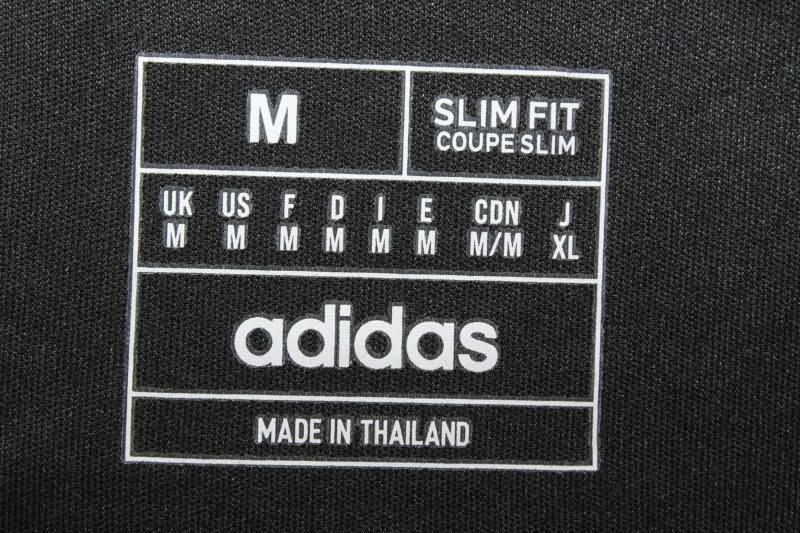 M
SLIM FIT
COUPE SLIM
UK US F D I E CDN J
M M M M M M M/M XL
adidas
MADE IN THAILAND